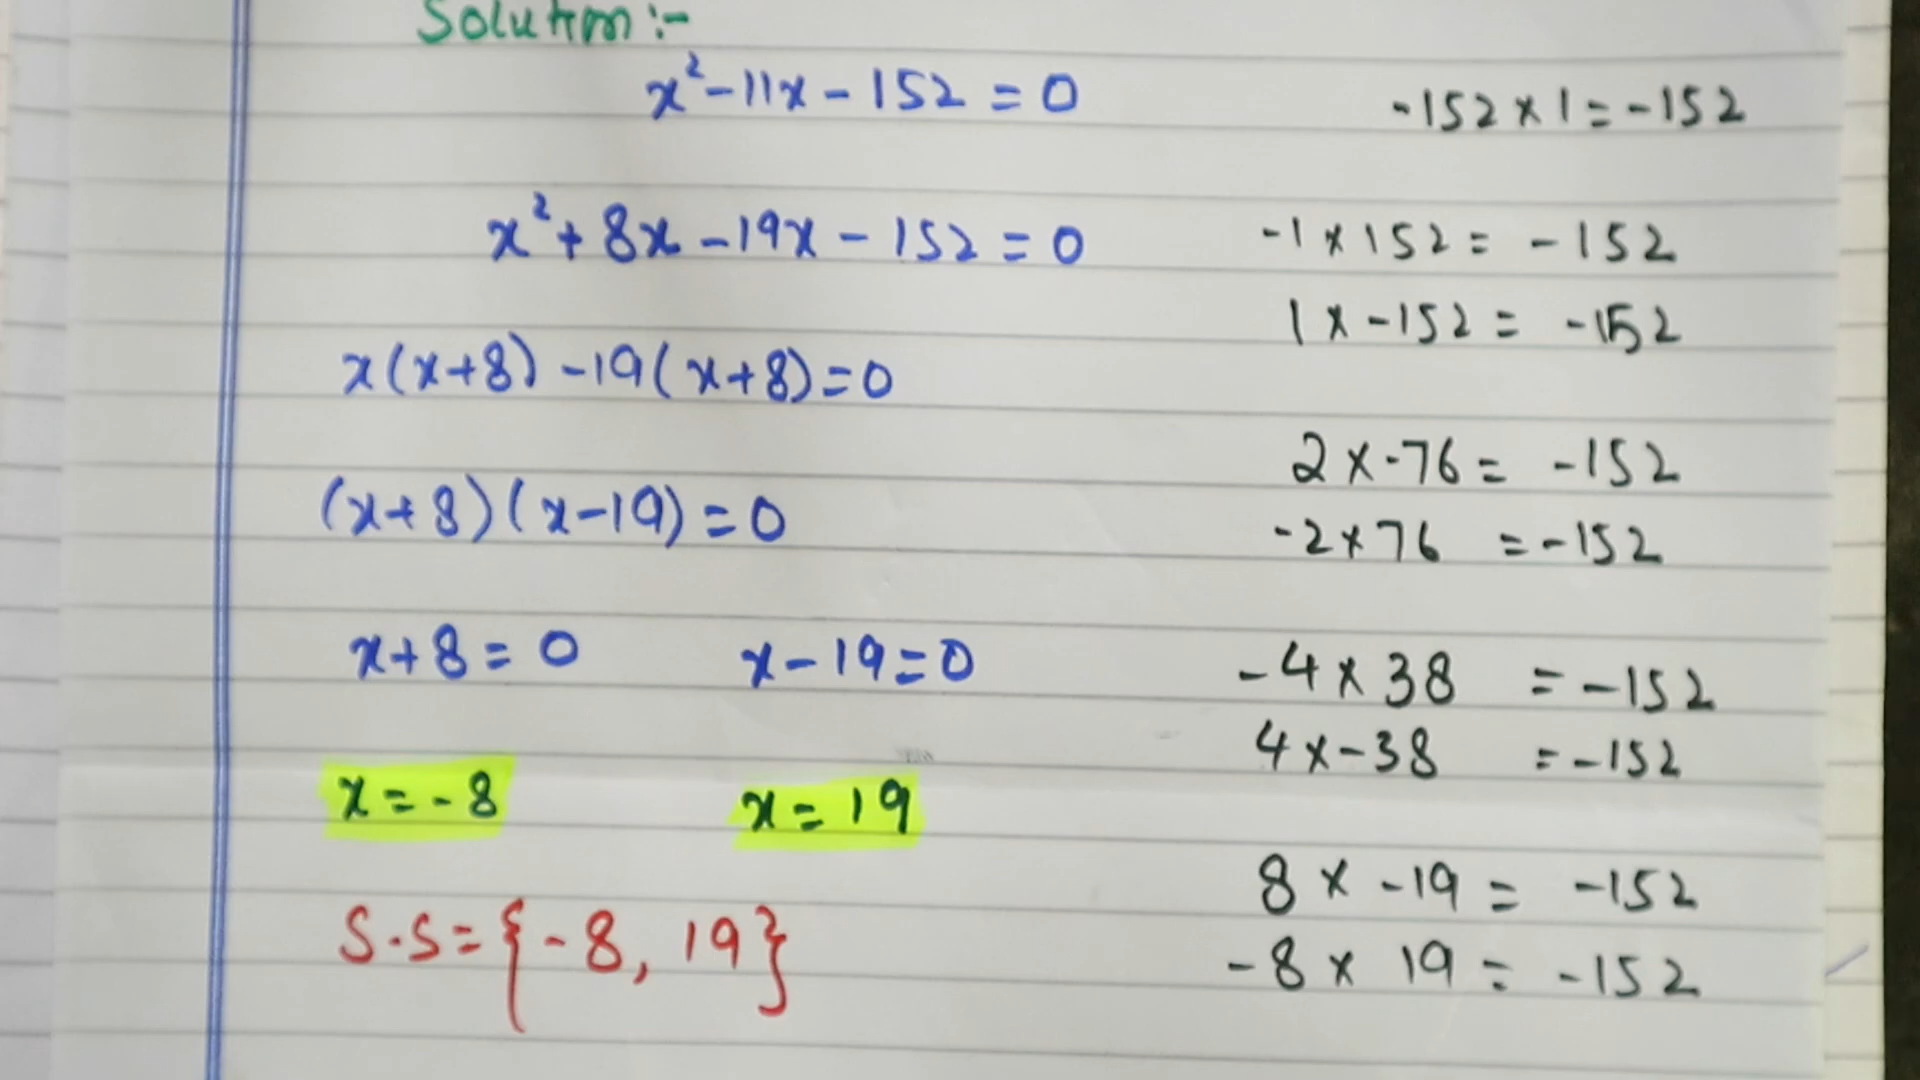 Solution :-
x² - 11x - 152 = 0
x² + 8x - 19x - 152 = 0
x(x+8) - 19(x+8) = 0
(x+8)(x-19) = 0
x+8 = 0 x-19 = 0
x = -8 x = 19
S.S = {-8, 19}
-152 × 1 = -152
-1 × 152 = -152
1 × -152 = -152
2 × -76 = -152
-2 × 76 = -152
-4 × 38 = -152
4 × -38 = -152
8 × -19 = -152
-8 × 19 = -152